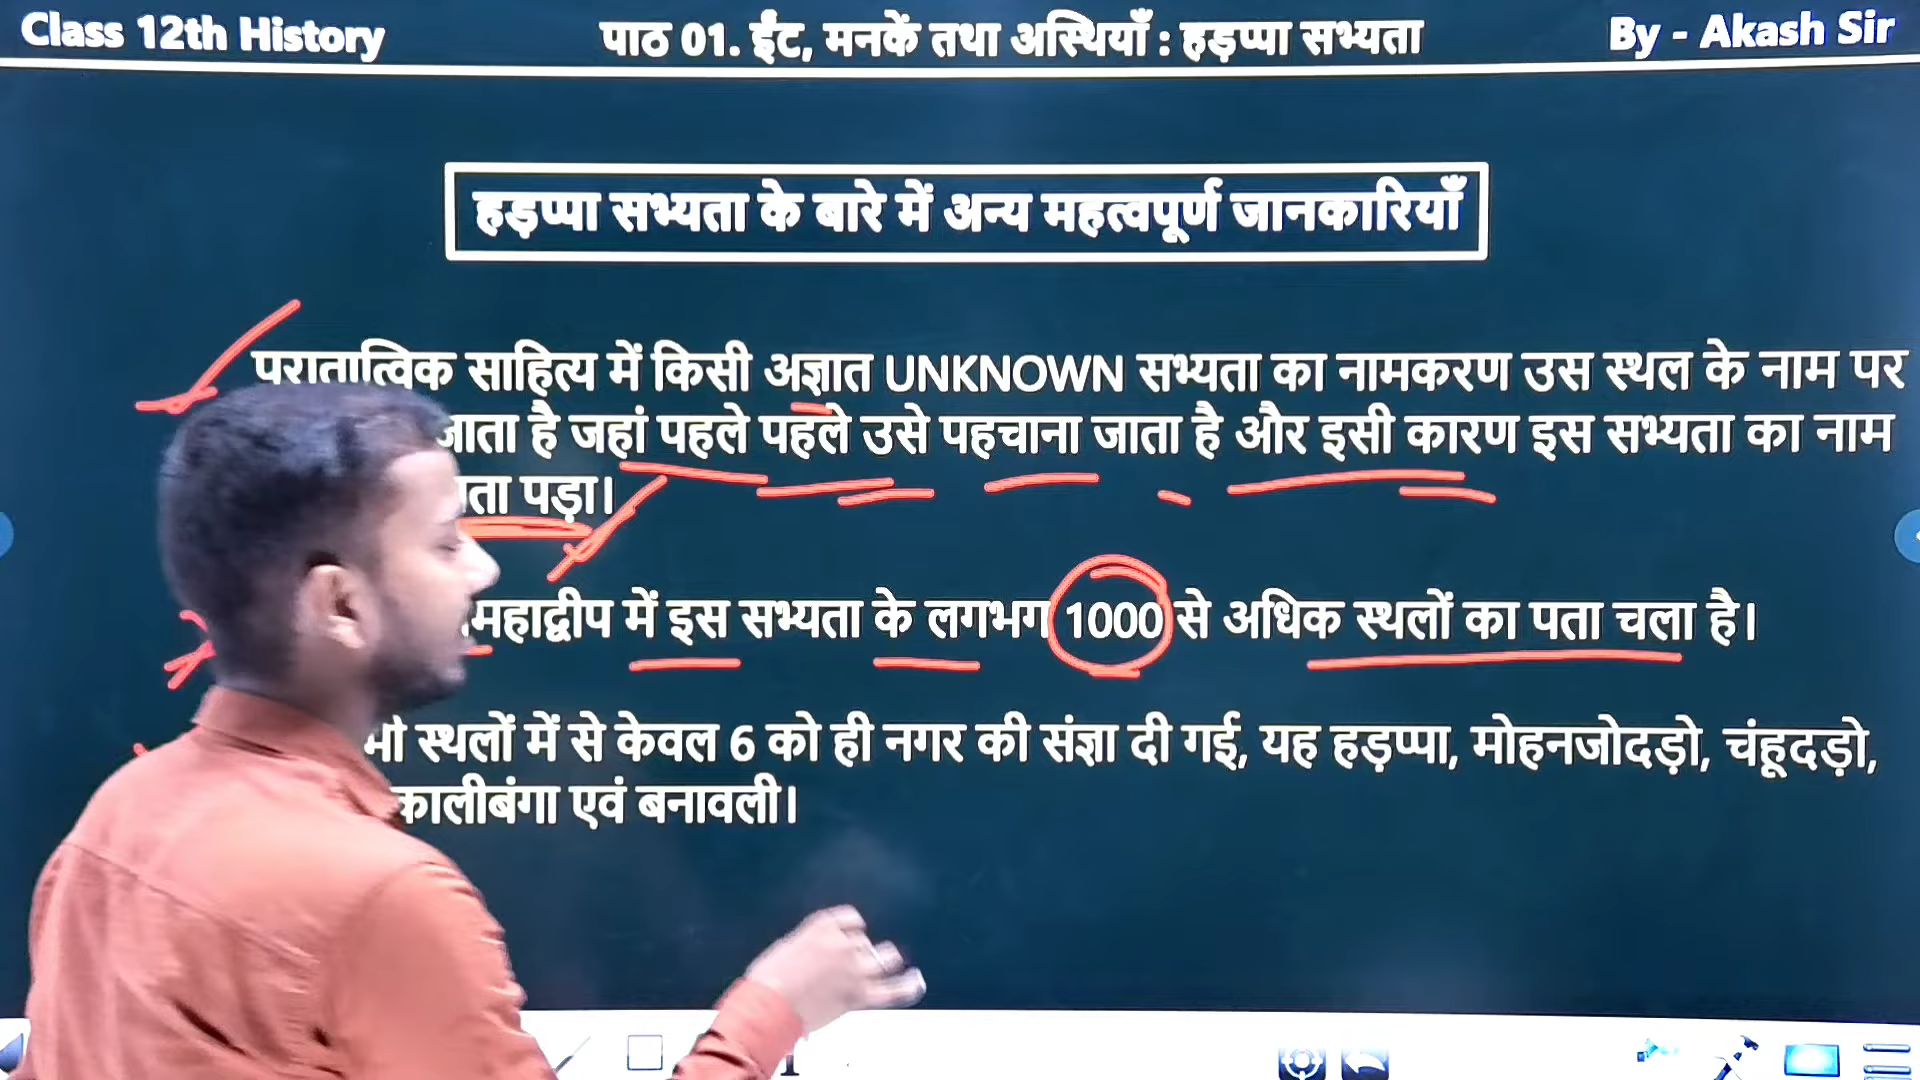 Class 12th History
पाठ 01. ईंट, मनकें तथा अस्थियाँ : हड़प्पा सभ्यता
By - Akash Sir
हड़प्पा सभ्यता के बारे में अन्य महत्वपूर्ण जानकारियाँ
साहित्य में किसी अज्ञात UNKNOWN सभ्यता का नामकरण उस स्थल के नाम पर
जाता है जहां पहले पहले उसे पहचाना जाता है और इसी कारण इस सभ्यता का नाम
पड़ा।
में इस सभ्यता के लगभग 1000 से अधिक स्थलों का पता चला है।
स्थलों में से केवल 6 को ही नगर की संज्ञा दी गई, यह हड़प्पा, मोहनजोदड़ो, चंहूदड़ो,
कालीबंगा एवं बनावली।